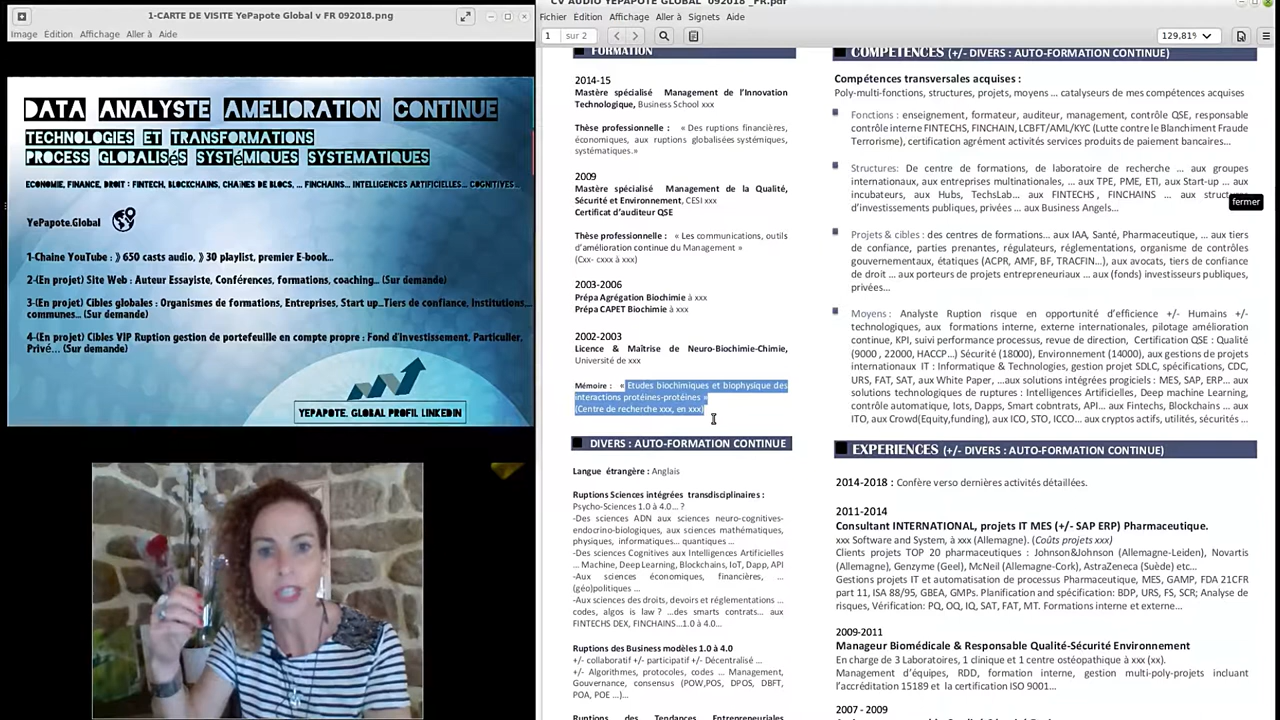 1-CARTE DE VISITE YePapote Global v FR 092018.png
Image Edition Affichage Aller à Aide
DATA ANALYSTE AMELIORATION CONTINUE
TECHNOLOGIES ET TRANSFORMATIONS
PROCESS GLOBALISéS SYSTéMIQUES SYSTEMATIQUES
ECONOMIE, FINANCE, DROIT : FINTECH, BLOCKCHAINS, CHAîNES DE BLOCS, ... FINCHAINS... INTELLIGENCES ARTIFICIELLES... COGNITIVES...
YePapote.Global
1-Chaine YouTube : 》 650 casts audio, 》 30 playlist, premier E-book...
2-(En projet) Site Web : Auteur Essayiste, Conférences, formations, coaching... (Sur demande)
3-(En projet) Cibles globales : Organismes de formations, Entreprises, Start up...Tiers de confiance, Institutions,...
communes... (Sur demande)
4-(En projet) Cibles VIP Ruption gestion de portefeuille en compte propre : Fond d'investissement, Particulier,
Privé... (Sur demande)
YEPAPOTE. GLOBAL PROFIL LINKEDIN
CV AUDIO YEPAPOTE GLOBAL 092018 _FR.pdf
Fichier Edition Affichage Aller à Signets Aide
1 sur 2
129,81%
FORMATION
2014-15
Mastère spécialisé Management de l'Innovation
Technologique, Business School xxx
Thèse professionnelle : « Des ruptions financières,
économiques, aux ruptions globalisées systémiques,
systématiques.»
2009
Mastère spécialisé Management de la Qualité,
Sécurité et Environnement, CESI xxx
Certificat d'auditeur QSE
Thèse professionnelle : « Les communications, outils
d'amélioration continue du Management »
(Cxx- cxxx à xxx)
2003-2006
Prépa Agrégation Biochimie à xxx
Prépa CAPET Biochimie à xxx
2002-2003
Licence & Maîtrise de Neuro-Biochimie-Chimie,
Université de xxx
Mémoire : « Etudes biochimiques et biophysique des
interactions protéines-protéines »
(Centre de recherche xxx, en xxx)
DIVERS : AUTO-FORMATION CONTINUE
Langue étrangère : Anglais
Ruptions Sciences intégrées transdisciplinaires :
Psycho-Sciences 1.0 à 4.0... ?
-Des sciences ADN aux sciences neuro-cognitives-
endocrino-biologiques, aux sciences mathématiques,
physiques, informatiques... quantiques ...
-Des sciences Cognitives aux Intelligences Artificielles
... Machine, Deep Learning, Blockchains, IoT, Dapp, API
-Aux sciences économiques, financières, ...
(géo)politiques ...
-Aux sciences des droits, devoirs et réglementations ...
codes, algos is law ? ...des smarts contrats... aux
FINTECHS DEX, FINCHAINS...1.0 à 4.0...
Ruptions des Business modèles 1.0 à 4.0
+/- collaboratif +/- participatif +/- Décentralisé ...
+/- Algorithmes, protocoles, codes ... Management,
Gouvernance, consensus (POW,POS, DPOS, DBFT,
POA, POE ...)...
Ruptions des Tendances Entrepreneuriales
COMPETENCES (+/- DIVERS : AUTO-FORMATION CONTINUE)
Compétences transversales acquises :
Poly-multi-fonctions, structures, projets, moyens ... catalyseurs de mes compétences acquises
Fonctions : enseignement, formateur, auditeur, management, contrôle QSE, responsable
contrôle interne FINTECHS, FINCHAIN, LCBFT/AML/KYC (Lutte contre le Blanchiment Fraude
Terrorisme), certification agrément activités services produits de paiement bancaires...
Structures: De centre de formations, de laboratoire de recherche ... aux groupes
internationaux, aux entreprises multinationales, ... aux TPE, PME, ETI, aux Start-up ... aux
incubateurs, aux Hubs, TechsLab... aux FINTECHS , FINCHAINS ... aux structures
d'investissements publiques, privées ... aux Business Angels...
fermer
Projets & cibles : des centres de formations... aux IAA, Santé, Pharmaceutique, ... aux tiers
de confiance, parties prenantes, régulateurs, réglementations, organisme de contrôles
gouvernementaux, étatiques (ACPR, AMF, BF, TRACFIN...), aux avocats, tiers de confiance
de droit ... aux porteurs de projets entrepreneuriaux ... aux (fonds) investisseurs publiques,
privées...
Moyens : Analyste Ruption risque en opportunité d'efficience +/- Humains +/-
technologiques, aux formations interne, externe internationales, pilotage amélioration
continue, KPI, suivi performance process, revue de direction, Certification QSE : Qualité
(9000 , 22000, HACCP...) Sécurité (18000), Environnement (14000), aux gestions de projets
internationaux IT : Informatique & Technologies, gestion projet SDLC, spécifications, CDC,
URS, FAT, SAT, aux White Paper, ...aux solutions intégrées progiciels : MES, SAP, ERP... aux
solutions technologiques de ruptures : Intelligences Artificielles, Deep machine Learning,
contrôle automatique, Iots, Dapps, Smart cobntrats, API... aux Fintechs, Blockchains ... aux
ITO, aux Crowd(Equity,funding), aux ICO, STO, ICCO... aux cryptos actifs, utilités, sécurités ...
EXPERIENCES (+/- DIVERS : AUTO-FORMATION CONTINUE)
2014-2018 : Confère verso dernières activités détaillées.
2011-2014
Consultant INTERNATIONAL, projets IT MES (+/- SAP ERP) Pharmaceutique.
xxx Software and System, à xxx (Allemagne). (Coûts projets xxx)
Clients projets TOP 20 pharmaceutiques : Johnson&Johnson (Allemagne-Leiden), Novartis
(Allemagne), Genzyme (Geel), McNeil (Allemagne-Cork), AstraZeneca (Suède) etc...
Gestions projets IT et automatisation de processus Pharmaceutique, MES, GAMP, FDA 21CFR
part 11, ISA 88/95, GBEA, GMPs. Planification and spécification: BDP, URS, FS, SCR; Analyse de
risques, Vérification: PQ, OQ, IQ, SAT, FAT, MT. Formations interne et externe...
2009-2011
Manageur Biomédicale & Responsable Qualité-Sécurité Environnement
En charge de 3 Laboratoires, 1 clinique et 1 centre ostéopathique à xxx (xx).
Management d'équipes, RDD, formation interne, gestion multi-poly-projets incluant
l'accréditation 15189 et la certification ISO 9001...
2007 - 2009